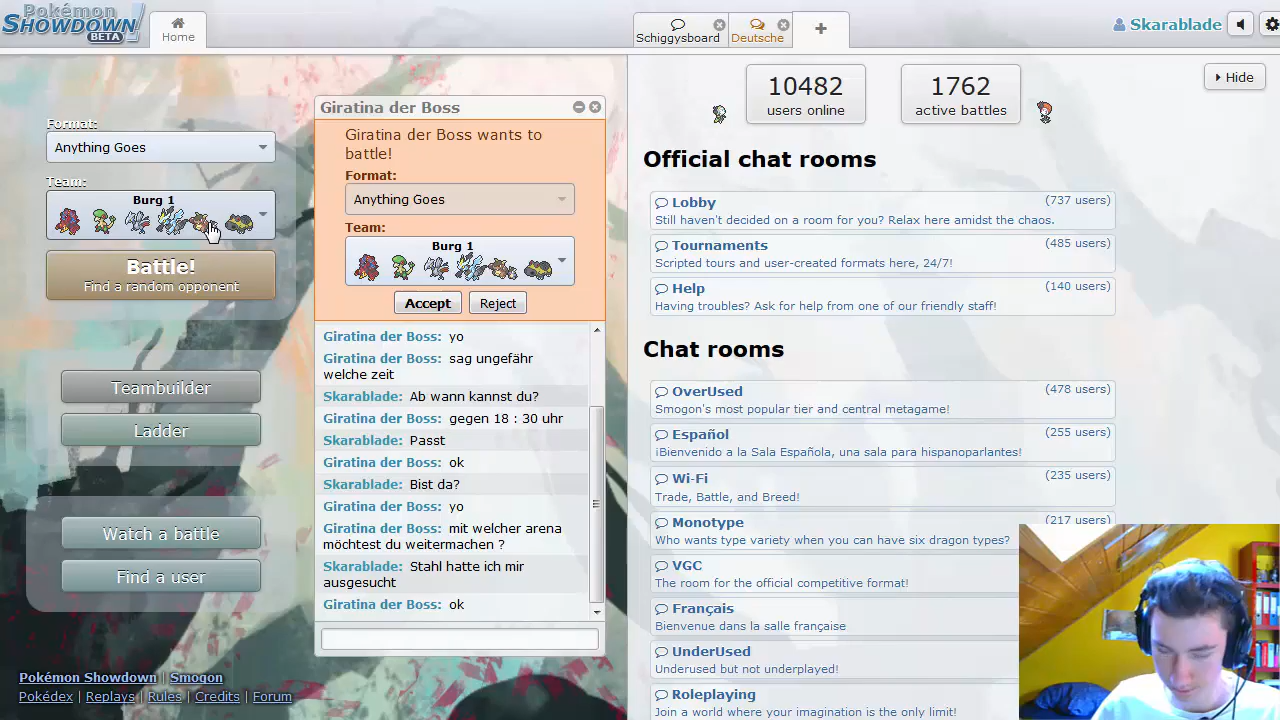 Pokémon
SHOWDOWN
BETA
Home
Schiggysboard
Deutsche
+
Skarablade
Format:
Anything Goes
Team:
Burg 1
Battle!
Find a random opponent
Teambuilder
Ladder
Watch a battle
Find a user
Pokémon Showdown | Smogon
Pokédex | Replays | Rules | Credits | Forum
Giratina der Boss
Giratina der Boss wants to
battle!
Format:
Anything Goes
Team:
Burg 1
Accept Reject
Giratina der Boss: yo
Giratina der Boss: sag ungefähr
welche zeit
Skarablade: Ab wann kannst du?
Giratina der Boss: gegen 18 : 30 uhr
Skarablade: Passt
Giratina der Boss: ok
Skarablade: Bist da?
Giratina der Boss: yo
Giratina der Boss: mit welcher arena
möchtest du weitermachen ?
Skarablade: Stahl hatte ich mir
ausgesucht
Giratina der Boss: ok
10482
users online
1762
active battles
Hide
Official chat rooms
Lobby (737 users)
Still haven't decided on a room for you? Relax here amidst the chaos.
Tournaments (485 users)
Scripted tours and user-created formats here, 24/7!
Help (140 users)
Having troubles? Ask for help from one of our friendly staff!
Chat rooms
OverUsed (478 users)
Smogon's most popular tier and central metagame!
Español (255 users)
¡Bienvenido a la Sala Española, una sala para hispanoparlantes!
Wi-Fi (235 users)
Trade, Battle, and Breed!
Monotype (217 users)
Who wants type variety when you can have six dragon types?
VGC
The room for the official competitive format!
Français
Bienvenue dans la salle française
UnderUsed
Underused but not underplayed!
Roleplaying
Join a world where your imagination is the only limit!